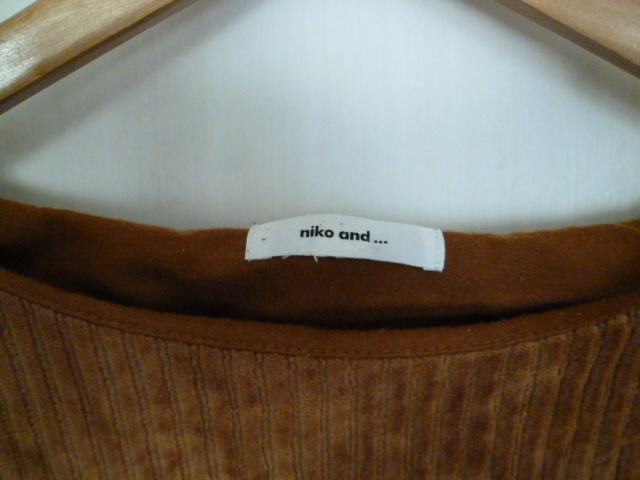 niko and ...